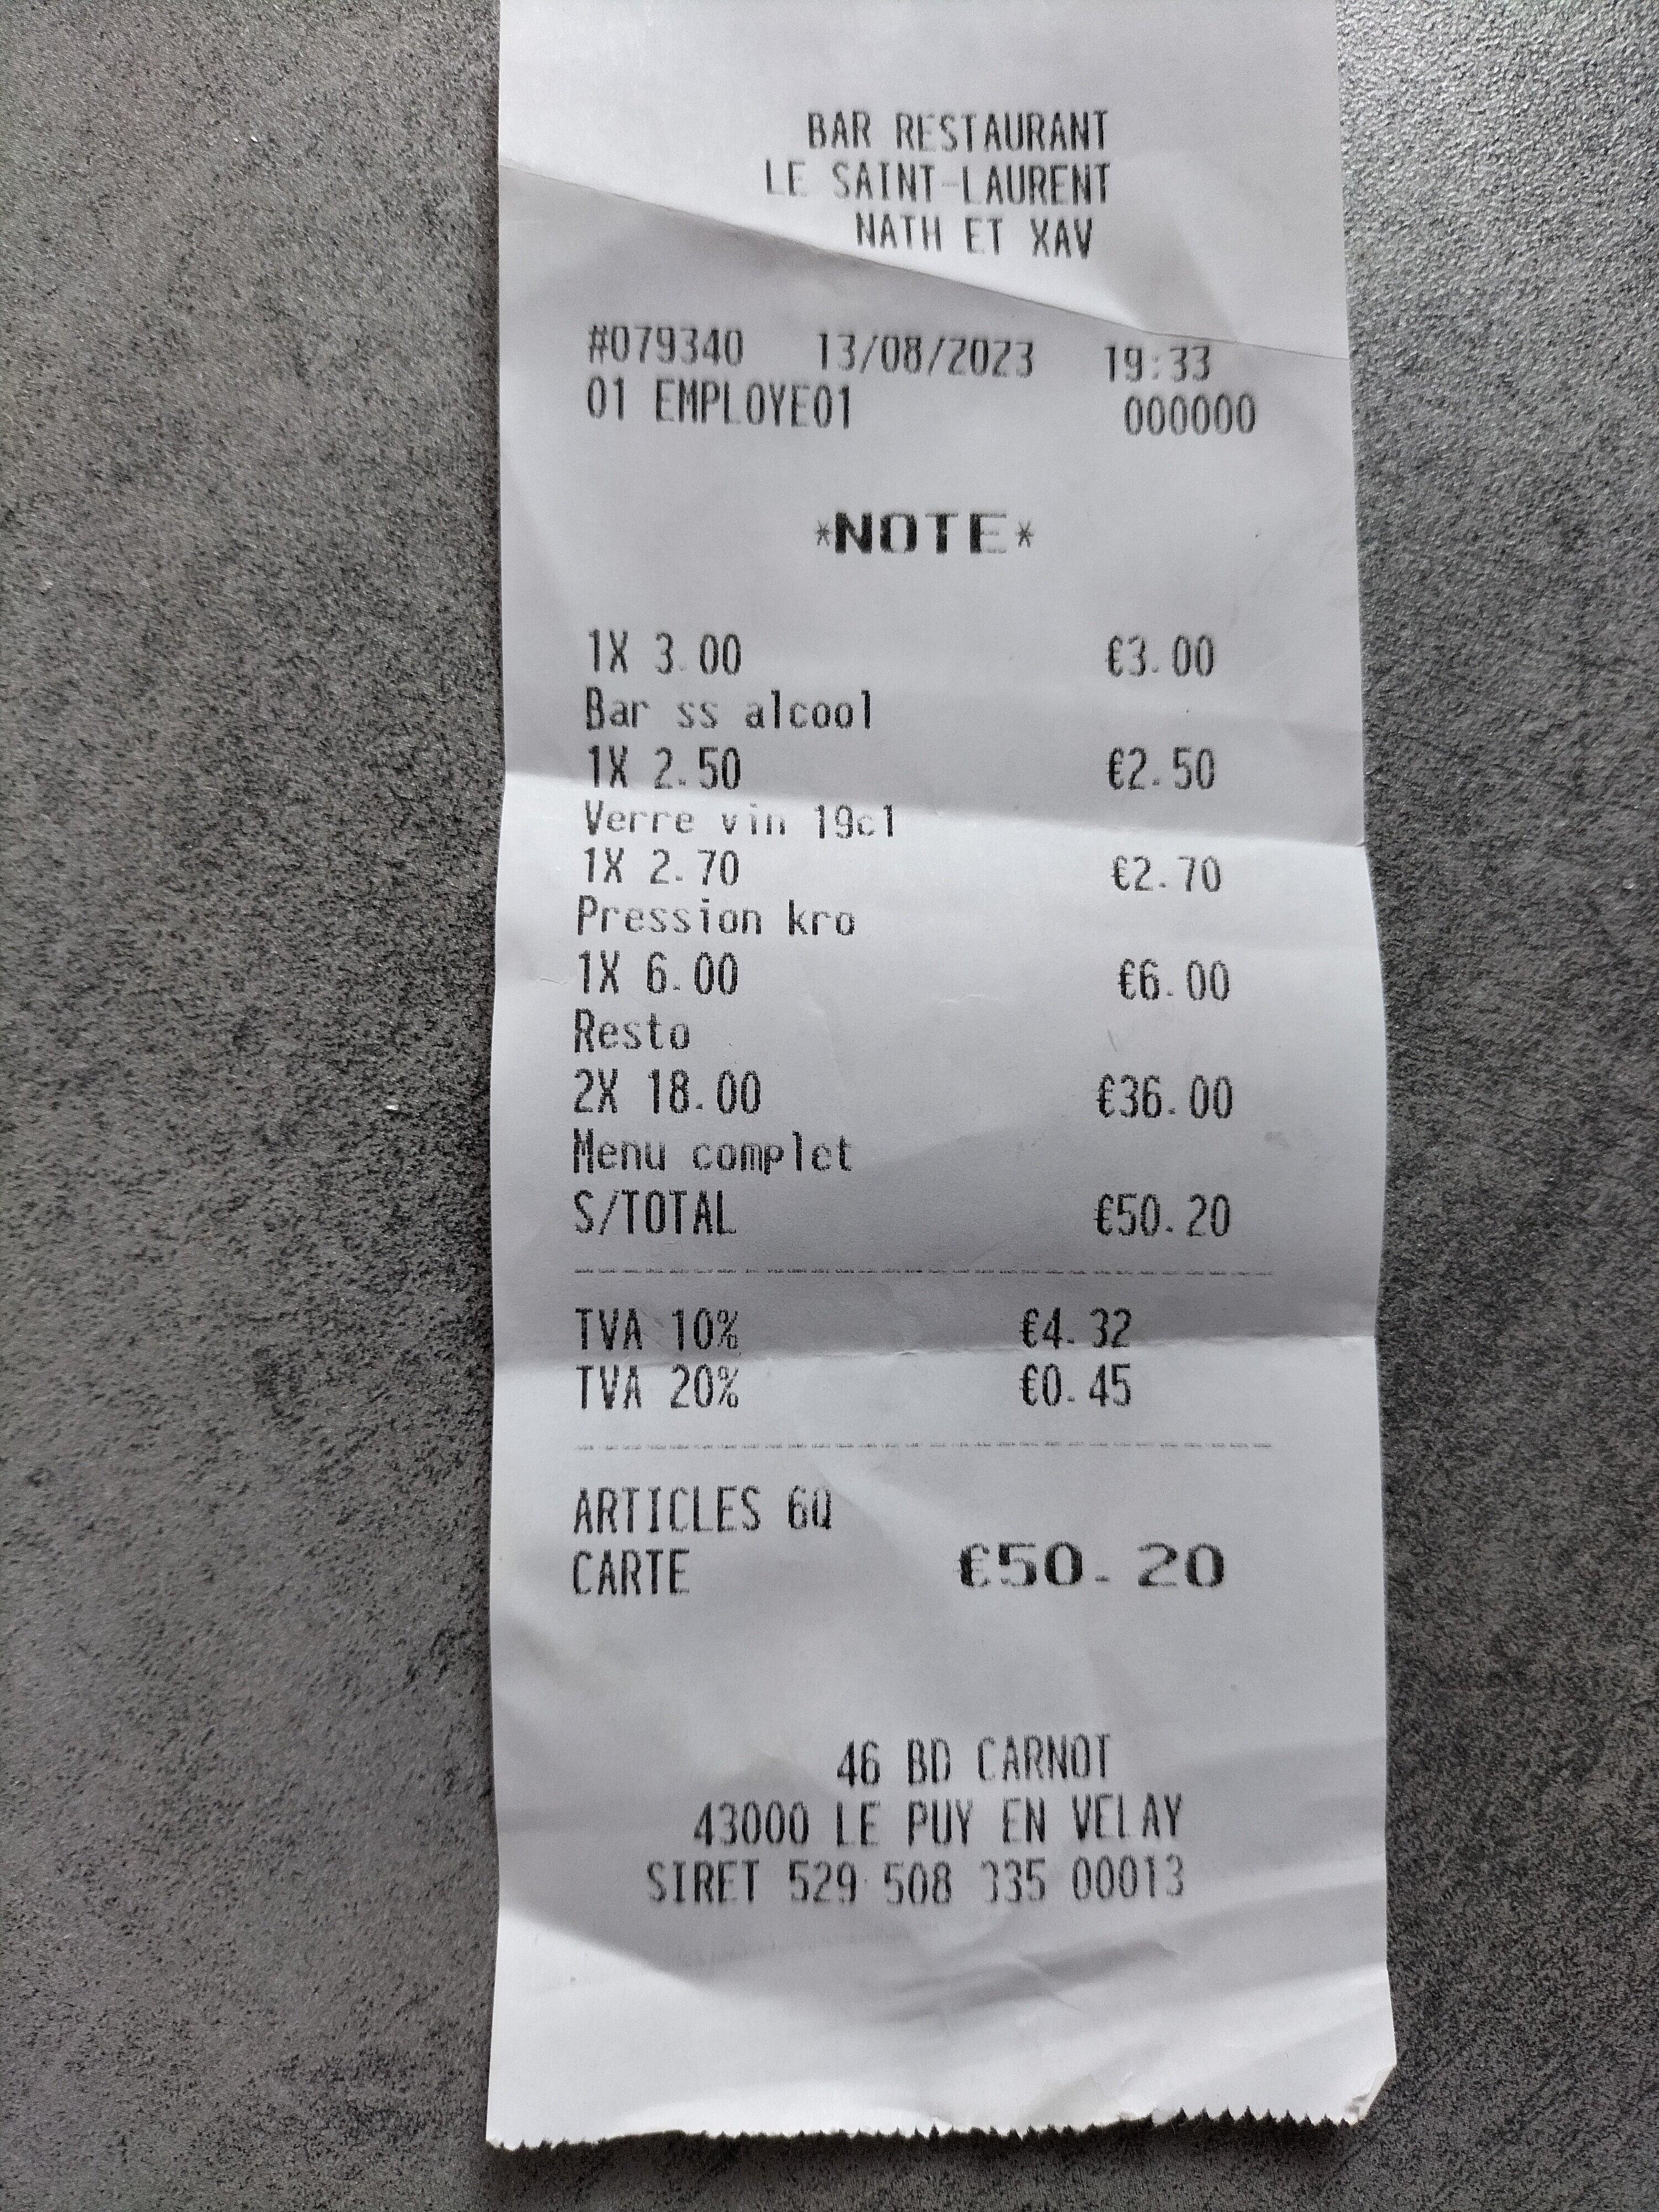 BAR RESTAURANT
LE SAINT-LAURENT
NATH ET XAV
#079340 13/08/2023 19:33
01 EMPLOYE01 000000
*NOTE*
1X 3.00 €3.00
Bar ss alcool
1X 2.50 €2.50
Verre vin 19cl
1X 2.70 €2.70
Pression kro
1X 6.00 €6.00
Resto
2X 18.00 €36.00
Menu complet
S/TOTAL €50.20
TVA 10% €4.32
TVA 20% €0.45
ARTICLES 6Q
CARTE €50.20
46 BD CARNOT
43000 LE PUY EN VELAY
SIRET 529 508 335 00013